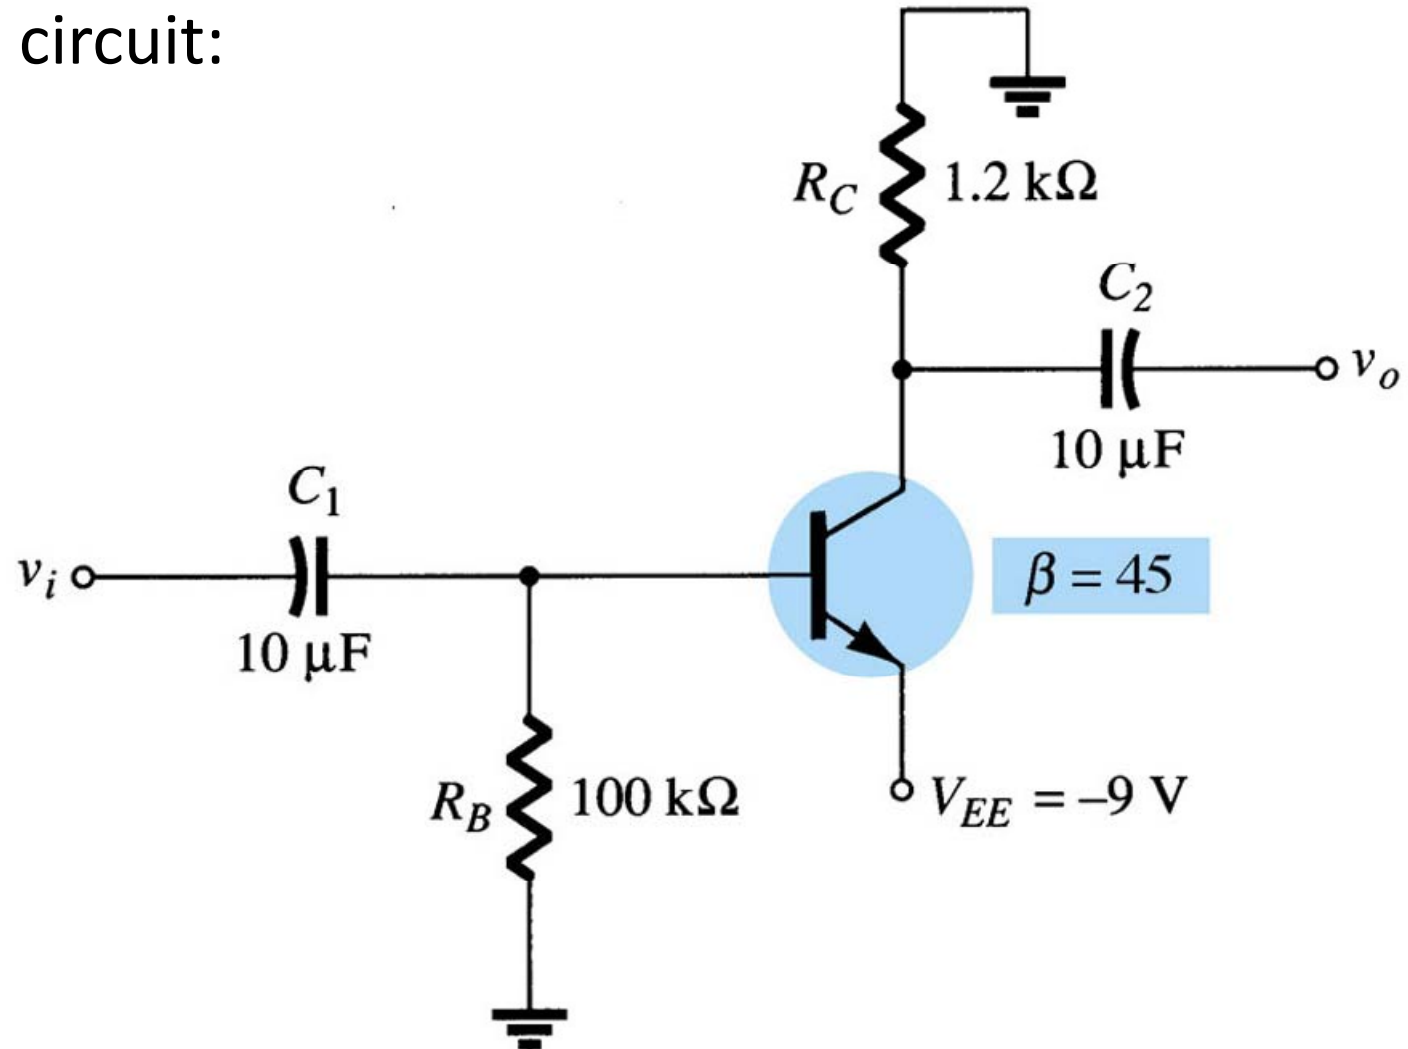 circuit:
R_C 1.2 kΩ
C_2
v_o
10 μF
C_1
v_i
β = 45
10 μF
R_B 100 kΩ
V_EE = –9 V